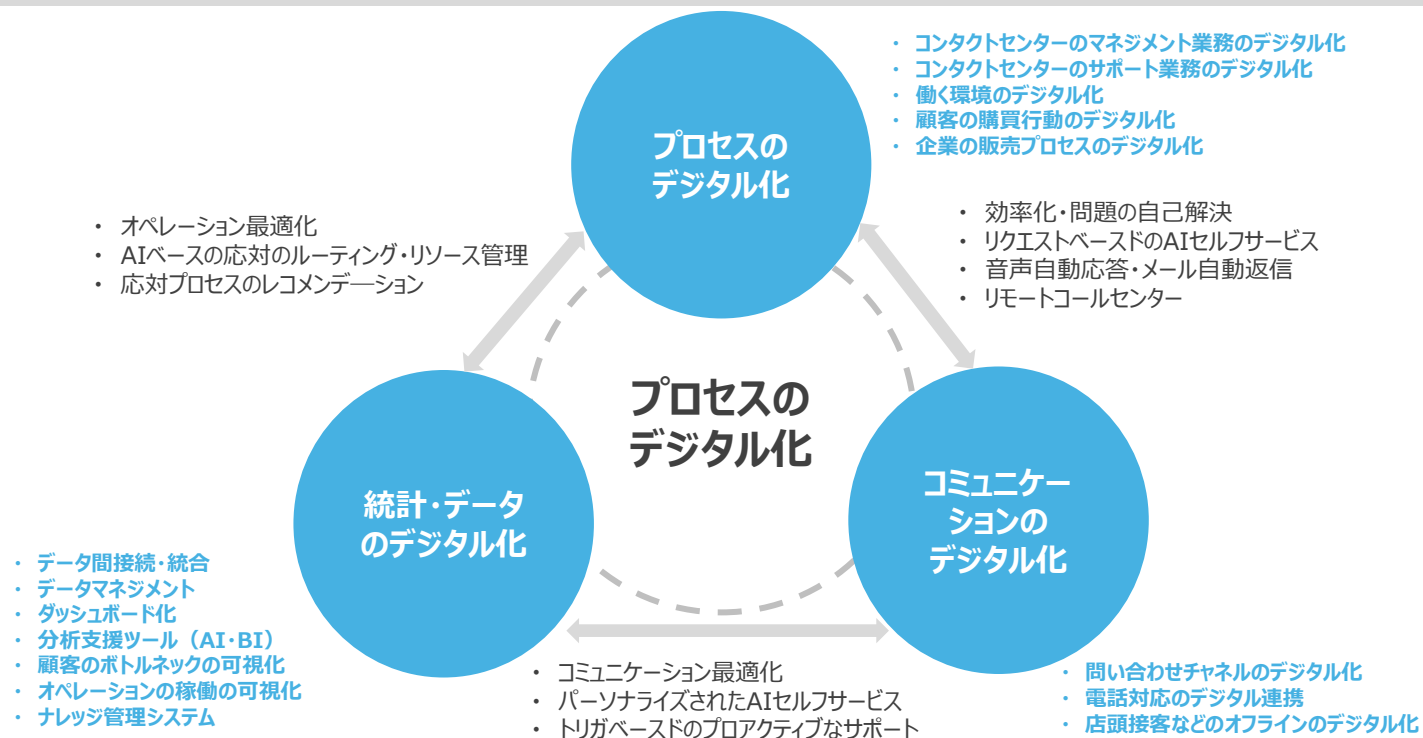 ・ コンタクトセンターのマネジメント業務のデジタル化
・ コンタクトセンターのサポート業務のデジタル化
・ 働く環境のデジタル化
・ 顧客の購買行動のデジタル化
・ 企業の販売プロセスのデジタル化
プロセスの
デジタル化
• オペレーション最適化
• AIベースの応対のルーティング・リソース管理
• 応対プロセスのレコメンデ―ション
• 効率化・問題の自己解決
• リクエストベースドのAIセルフサービス
• 音声自動応答・メール自動返信
• リモートコールセンター
プロセスの
デジタル化
統計・データ
のデジタル化
コミュニケー
ションの
デジタル化
・ データ間接続・統合
・ データマネジメント
・ ダッシュボード化
・ 分析支援ツール（AI・BI）
・ 顧客のボトルネックの可視化
・ オペレーションの稼働の可視化
・ ナレッジ管理システム
• コミュニケーション最適化
• パーソナライズされたAIセルフサービス
• トリガベースドのプロアクティブなサポート
・ 問い合わせチャネルのデジタル化
・ 電話対応のデジタル連携
・ 店頭接客などのオフラインのデジタル化